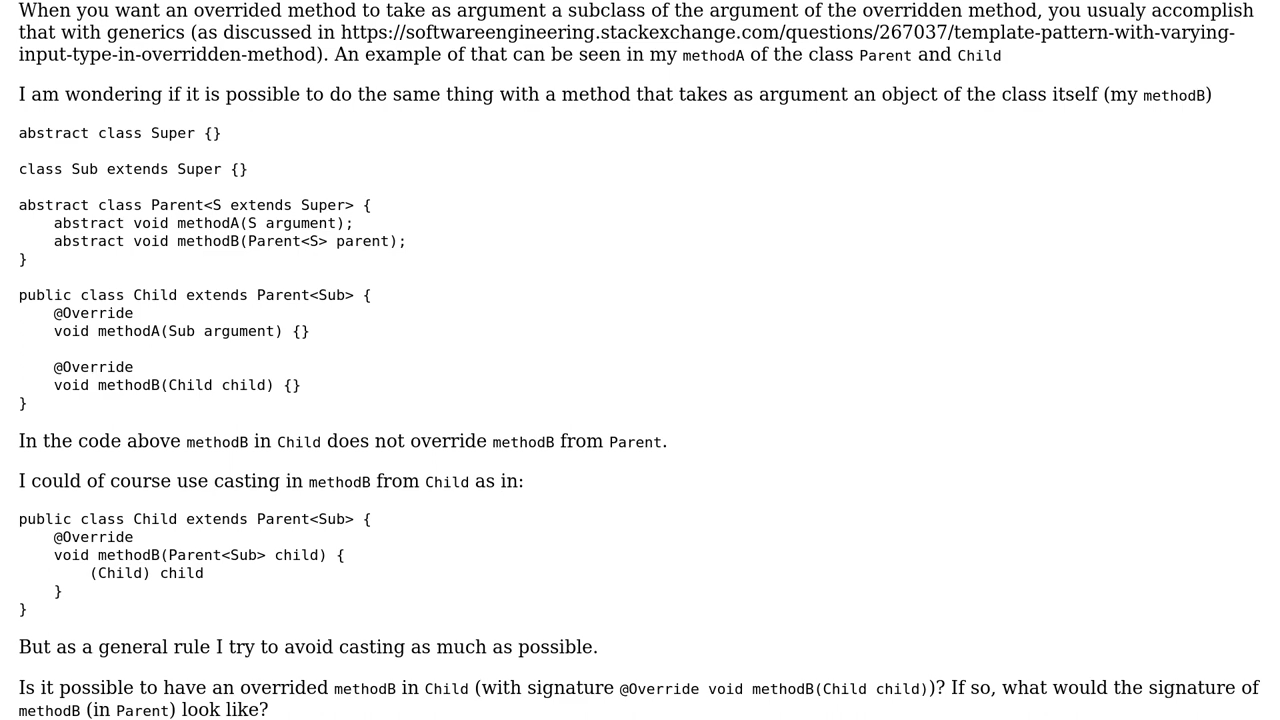 When you want an overrided method to take as argument a subclass of the argument of the overridden method, you usualy accomplish
that with generics (as discussed in https://softwareengineering.stackexchange.com/questions/267037/template-pattern-with-varying-
input-type-in-overridden-method). An example of that can be seen in my methodA of the class Parent and Child
I am wondering if it is possible to do the same thing with a method that takes as argument an object of the class itself (my methodB)
abstract class Super {}
class Sub extends Super {}
abstract class Parent<S extends Super> {
    abstract void methodA(S argument);
    abstract void methodB(Parent<S> parent);
}
public class Child extends Parent<Sub> {
    @Override
    void methodA(Sub argument) {}
    @Override
    void methodB(Child child) {}
}
In the code above methodB in Child does not override methodB from Parent.
I could of course use casting in methodB from Child as in:
public class Child extends Parent<Sub> {
    @Override
    void methodB(Parent<Sub> child) {
        (Child) child
    }
}
But as a general rule I try to avoid casting as much as possible.
Is it possible to have an overrided methodB in Child (with signature @Override void methodB(Child child))? If so, what would the signature of
methodB (in Parent) look like?